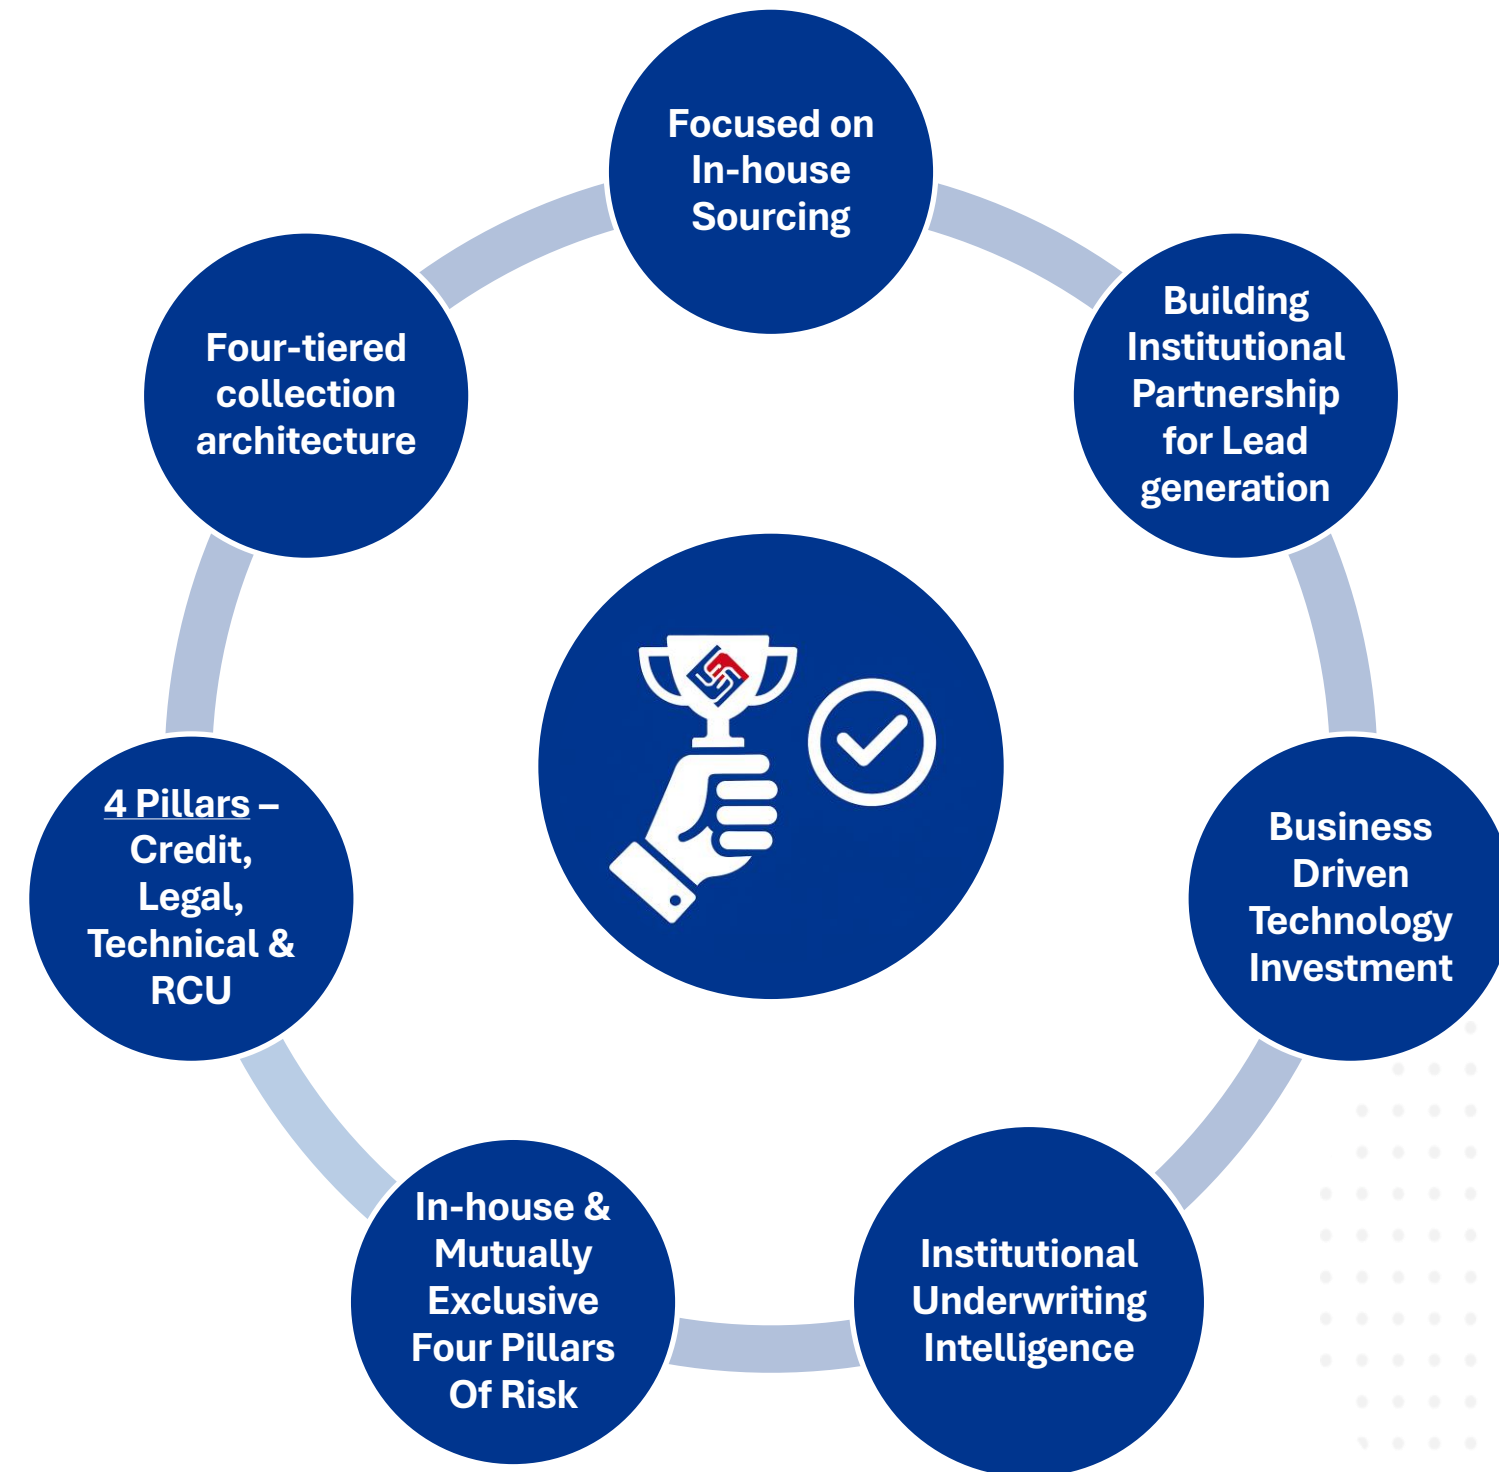 Focused on
In-house
Sourcing
Building
Institutional
Partnership
for Lead
generation
Business
Driven
Technology
Investment
Institutional
Underwriting
Intelligence
In-house &
Mutually
Exclusive
Four Pillars
Of Risk
4 Pillars –
Credit,
Legal,
Technical &
RCU
Four-tiered
collection
architecture